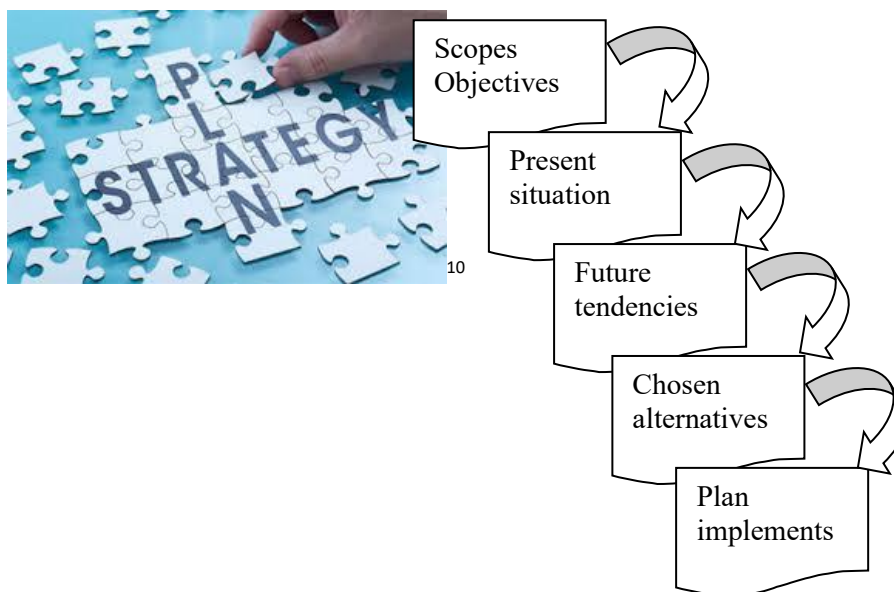 PLAN
STRATEGY
10
Scopes
Objectives
Present
situation
Future
tendencies
Chosen
alternatives
Plan
implements